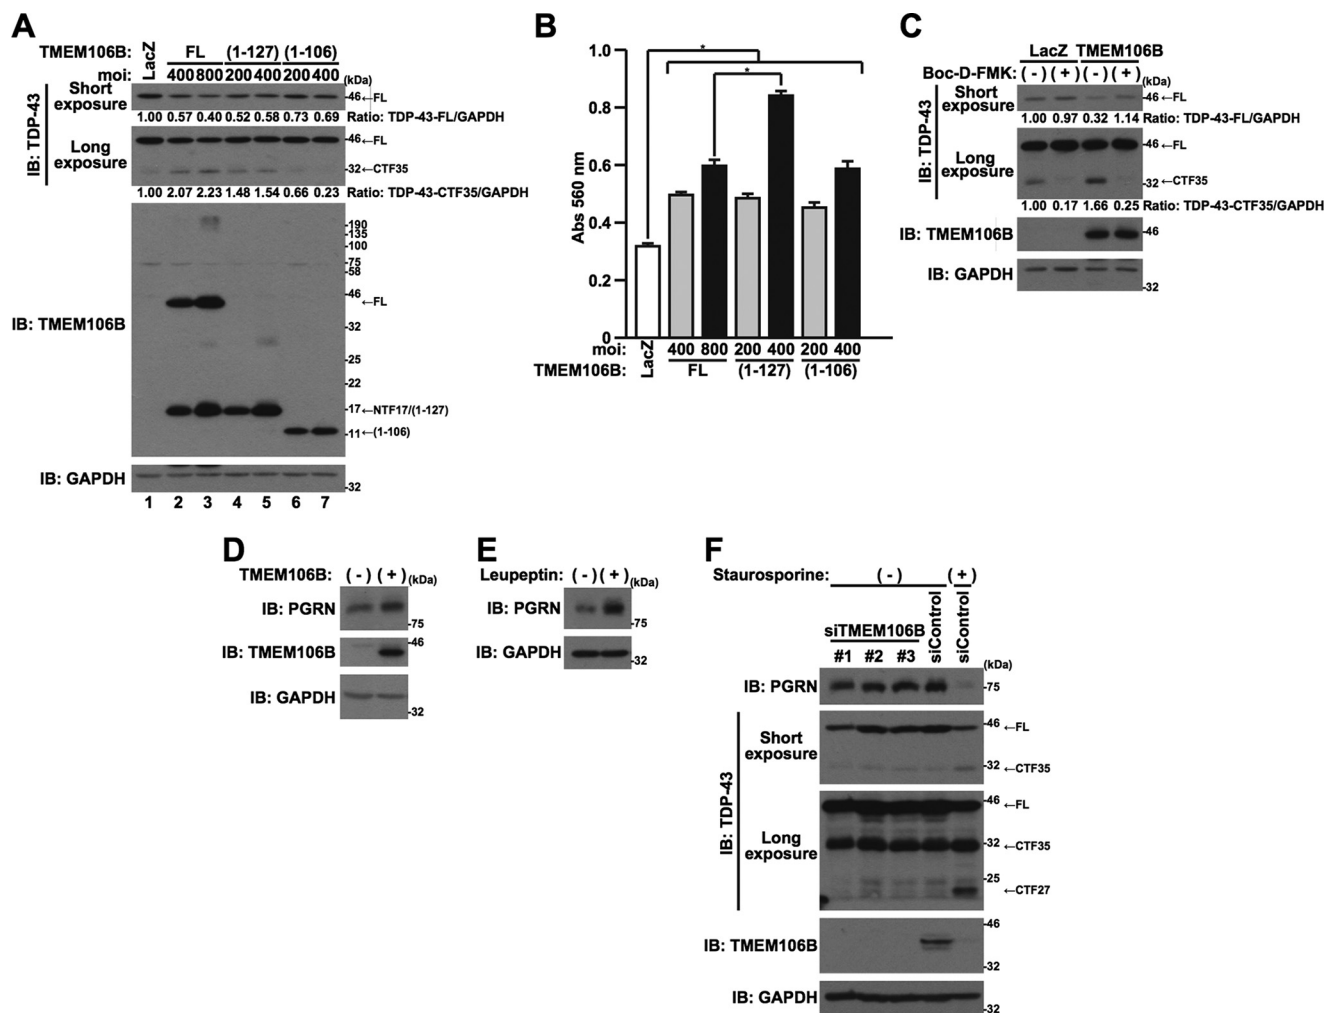 A
TMEM106B: LacZ FL (1-127) (1-106)
moi: 400 800 200 400 200 400 (kDa)
IB: TDP-43
Short exposure
-46 ←FL
1.00 0.57 0.40 0.52 0.58 0.73 0.69 Ratio: TDP-43-FL/GAPDH
Long exposure
-46 ←FL
-32 ←CTF35
1.00 2.07 2.23 1.48 1.54 0.66 0.23 Ratio: TDP-43-CTF35/GAPDH
IB: TMEM106B
-190
-135
-100
-75
-58
-46
←FL
-32
-25
-22
-17 ←NTF17/(1-127)
-11 ←(1-106)
IB: GAPDH
-32
1 2 3 4 5 6 7
B
Abs 560 nm
1.0
0.8
0.6
0.4
0.2
0
*
*
moi: LacZ 400 800 200 400 200 400
TMEM106B: FL (1-127) (1-106)
C
LacZ TMEM106B
Boc-D-FMK: (-) (+) (-) (+) (kDa)
IB: TDP-43
Short exposure
-46 ←FL
1.00 0.97 0.32 1.14 Ratio: TDP-43-FL/GAPDH
Long exposure
-46 ←FL
-32 ←CTF35
1.00 0.17 1.66 0.25 Ratio: TDP-43-CTF35/GAPDH
IB: TMEM106B
-46
IB: GAPDH
-32
D
TMEM106B: (-) (+) (kDa)
IB: PGRN
-75
-46
IB: TMEM106B
IB: GAPDH
-32
E
Leupeptin: (-) (+) (kDa)
IB: PGRN
-75
IB: GAPDH
-32
F
Staurosporine: (-) (+)
siTMEM106B siControl siControl
#1 #2 #3 (kDa)
IB: PGRN
-75
IB: TDP-43
Short exposure
-46 ←FL
-32 ←CTF35
Long exposure
-46 ←FL
-32 ←CTF35
-25
←CTF27
IB: TMEM106B
-46
-32
IB: GAPDH
-32